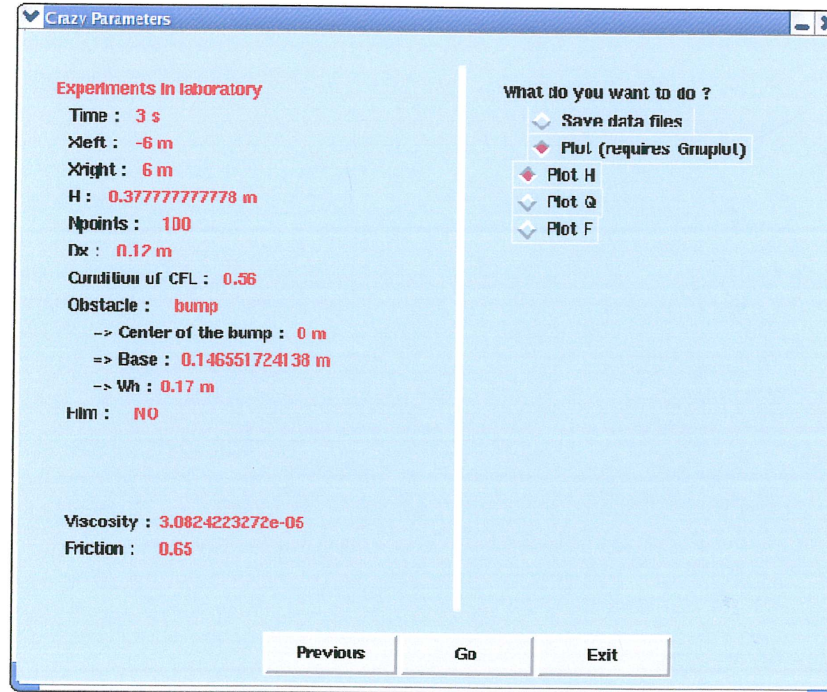 Crazy Parameters
Experiments in laboratory
Time : 3 s
Xleft : -6 m
Xright : 6 m
H : 0.377777777778 m
Npoints : 100
Dx : 0.12 m
Condition of CFL : 0.56
Obstacle : bump
-> Center of the bump : 0 m
=> Base : 0.146551724138 m
-> Wh : 0.17 m
Film : NO
Viscosity : 3.0824223272e-05
Friction : 0.65
What do you want to do ?
Save data files
Plot (requires Gnuplot)
Plot H
Plot Q
Plot F
Previous
Go
Exit